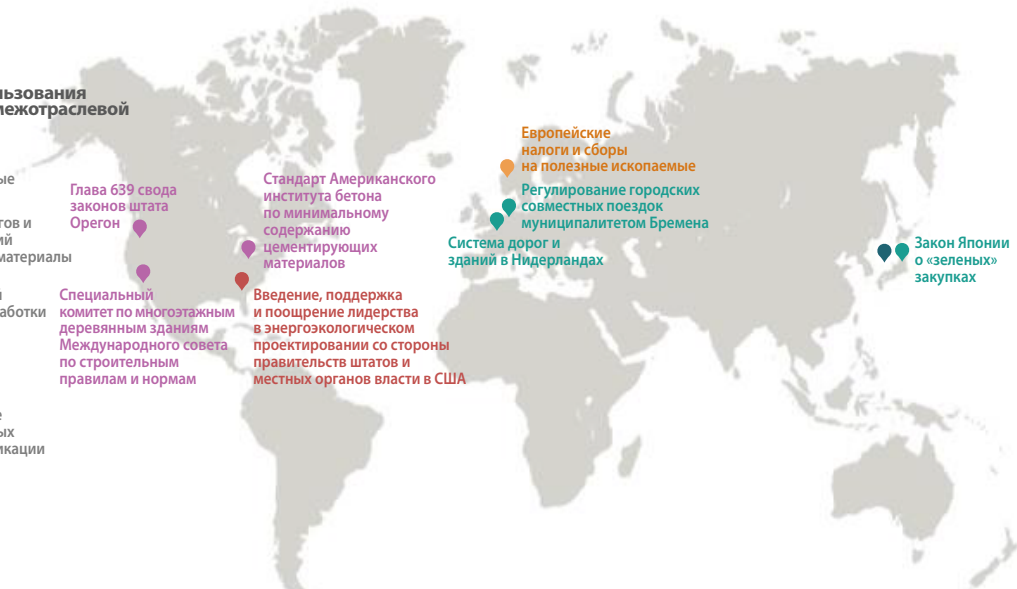 льзования
межотраслевой
ые
гов и
ий
материалы
й
аботки
е
ых
икации
Глава 639 свода
законов штата
Орегон
Стандарт Американского
института бетона
по минимальному
содержанию
цементирующих
материалов
Специальный
комитет по многоэтажным
деревянным зданиям
Международного совета
по строительным
правилам и нормам
Введение, поддержка
и поощрение лидерства
в энергоэкологическом
проектировании со стороны
правительств штатов и
местных органов власти в США
Европейские
налоги и сборы
на полезные ископаемые
Регулирование городских
совместных поездок
муниципалитетом Бремена
Система дорог и
зданий в Нидерландах
Закон Японии
о «зеленых»
закупках